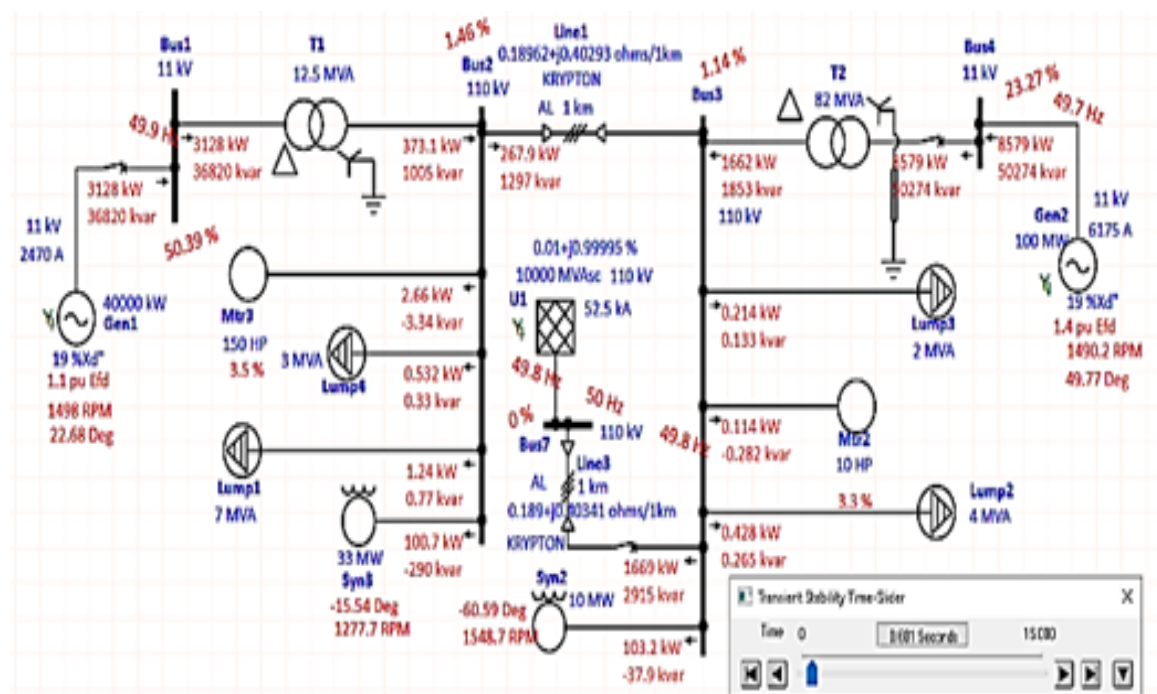 Bus1
11 kV
T1
12.5 MVA
1.46 %
Bus2
110 kV
Line1
0.18962+j0.40293 ohms/1km
KRYPTON
AL 1 km
1.14 %
Bus3
T2
82 MVA
Bus4
11 kV
23.27 %
49.7 Hz
49.9 Hz
3128 kW
36820 kvar
373.1 kW
1005 kvar
267.9 kW
1297 kvar
1662 kW
1853 kvar
110 kV
8579 kW
50274 kvar
8579 kW
50274 kvar
3128 kW
36820 kvar
11 kV
2470 A
50.39 %
11 kV
6175 A
Gen2
100 MW
40000 kW
Gen1
19 %Xd"
1.1 pu Efd
1498 RPM
22.68 Deg
19 %Xd"
1.4 pu Efd
1490.2 RPM
49.77 Deg
Mtr3
150 HP
3.5 %
2.66 kW
-3.34 kvar
3 MVA
Lump4
0.532 kW
0.33 kvar
Lump1
7 MVA
1.24 kW
0.77 kvar
33 MW
Syn3
-15.54 Deg
1277.7 RPM
100.7 kW
-290 kvar
0.01+j0.99995 %
10000 MVAsc 110 kV
U1
52.5 kA
49.8 Hz
50 Hz
0 %
Bus7
110 kV
Line3
AL
1 km
0.189+j0.40341 ohms/1km
KRYPTON
49.8 Hz
0.214 kW
0.133 kvar
Lump3
2 MVA
0.114 kW
-0.282 kvar
Mtr2
10 HP
3.3 %
Lump2
4 MVA
0.428 kW
0.265 kvar
1669 kW
2915 kvar
Syn2
10 MW
-60.59 Deg
1548.7 RPM
103.2 kW
-37.9 kvar
Transient Stability Time-Slider
X
Time 0
0.601 Seconds
15.000